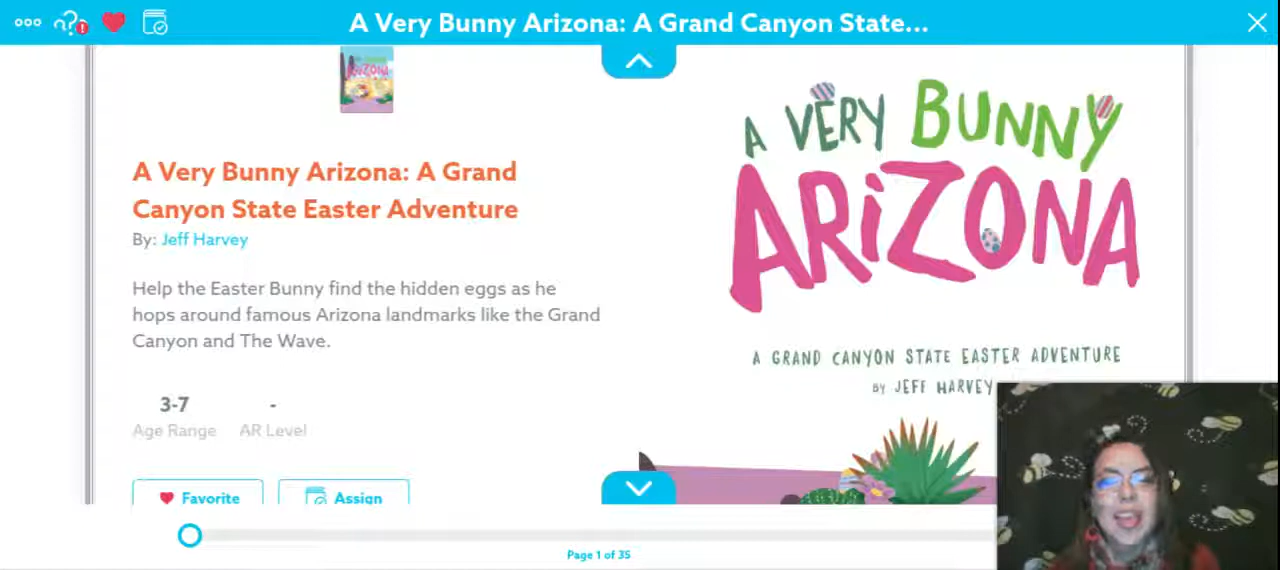 A Very Bunny Arizona: A Grand Canyon State...
A Very Bunny Arizona: A Grand
Canyon State Easter Adventure
By: Jeff Harvey
Help the Easter Bunny find the hidden eggs as he
hops around famous Arizona landmarks like the Grand
Canyon and The Wave.
3-7 -
Age Range AR Level
Favorite Assign
A VERY BUNNY
ARiZONA
A GRAND CANYON STATE EASTER ADVENTURE
BY JEFF HARVEY
Page 1 of 35